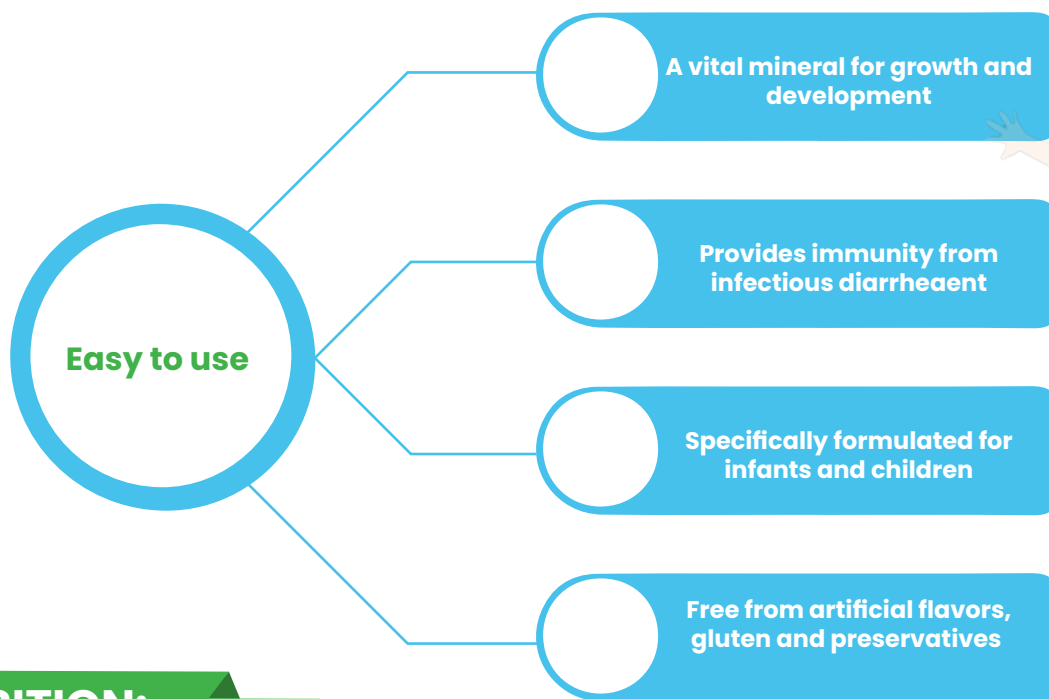 A vital mineral for growth and
development
Provides immunity from
infectious diarrheaent
Easy to use
Specifically formulated for
infants and children
Free from artificial flavors,
gluten and preservatives